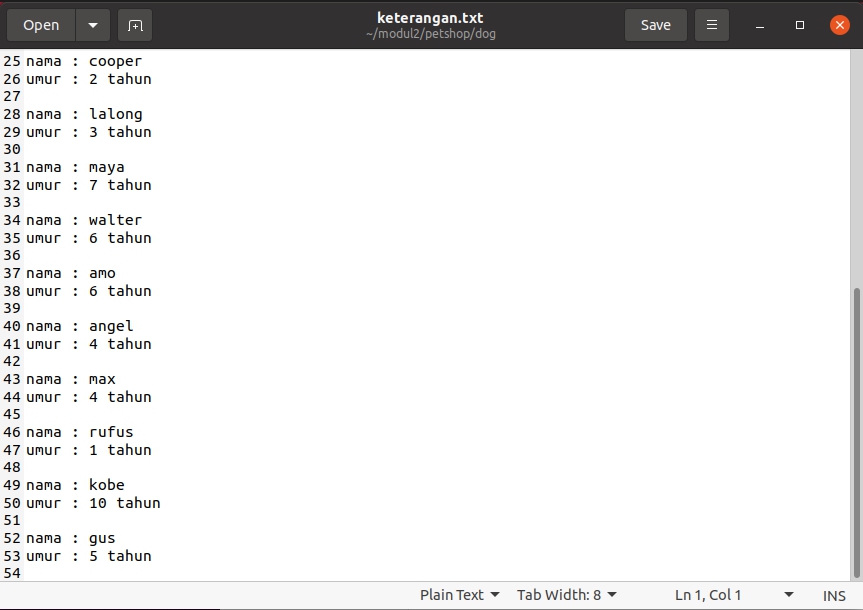 Open
keterangan.txt
~/modul2/petshop/dog
Save
25 nama : cooper
26 umur : 2 tahun
27
28 nama : lalong
29 umur : 3 tahun
30
31 nama : maya
32 umur : 7 tahun
33
34 nama : walter
35 umur : 6 tahun
36
37 nama : amo
38 umur : 6 tahun
39
40 nama : angel
41 umur : 4 tahun
42
43 nama : max
44 umur : 4 tahun
45
46 nama : rufus
47 umur : 1 tahun
48
49 nama : kobe
50 umur : 10 tahun
51
52 nama : gus
53 umur : 5 tahun
54
Plain Text Tab Width: 8 Ln 1, Col 1 INS